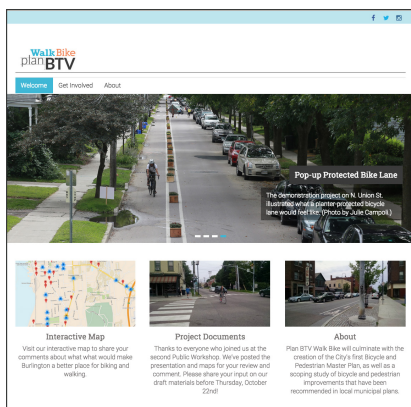 Walk Bike
plan BTV
Welcome Get Involved About
Pop-up Protected Bike Lane
The demonstration project on N. Union St.
illustrated what a planter-protected bicycle
lane would feel like. (Photo by Julie Campoli.)
Interactive Map
Visit our interactive map to share your
comments about what what would make
Burlington a better place for biking and
walking.
Project Documents
Thanks to everyone who joined us at the
second Public Workshop. We've posted the
presentation and maps for your review and
comment. Please share your input on our
draft materials before Thursday, October
22nd!
About
Plan BTV Walk Bike will culminate with the
creation of the City's first Bicycle and
Pedestrian Master Plan, as well as a
scoping study of bicycle and pedestrian
improvements that have been
recommended in local municipal plans.